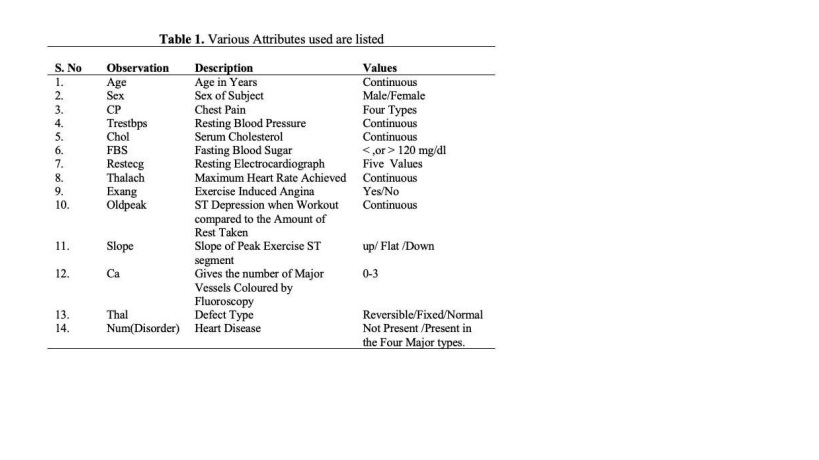 Table 1. Various Attributes used are listed
S. No Observation Description Values
1. Age Age in Years Continuous
2. Sex Sex of Subject Male/Female
3. CP Chest Pain Four Types
4. Trestbps Resting Blood Pressure Continuous
5. Chol Serum Cholesterol Continuous
6. FBS Fasting Blood Sugar < ,or > 120 mg/dl
7. Restecg Resting Electrocardiograph Five Values
8. Thalach Maximum Heart Rate Achieved Continuous
9. Exang Exercise Induced Angina Yes/No
10. Oldpeak ST Depression when Workout Continuous
compared to the Amount of
Rest Taken
11. Slope Slope of Peak Exercise ST up/ Flat /Down
segment
12. Ca Gives the number of Major 0-3
Vessels Coloured by
Fluoroscopy
13. Thal Defect Type Reversible/Fixed/Normal
14. Num(Disorder) Heart Disease Not Present /Present in
the Four Major types.